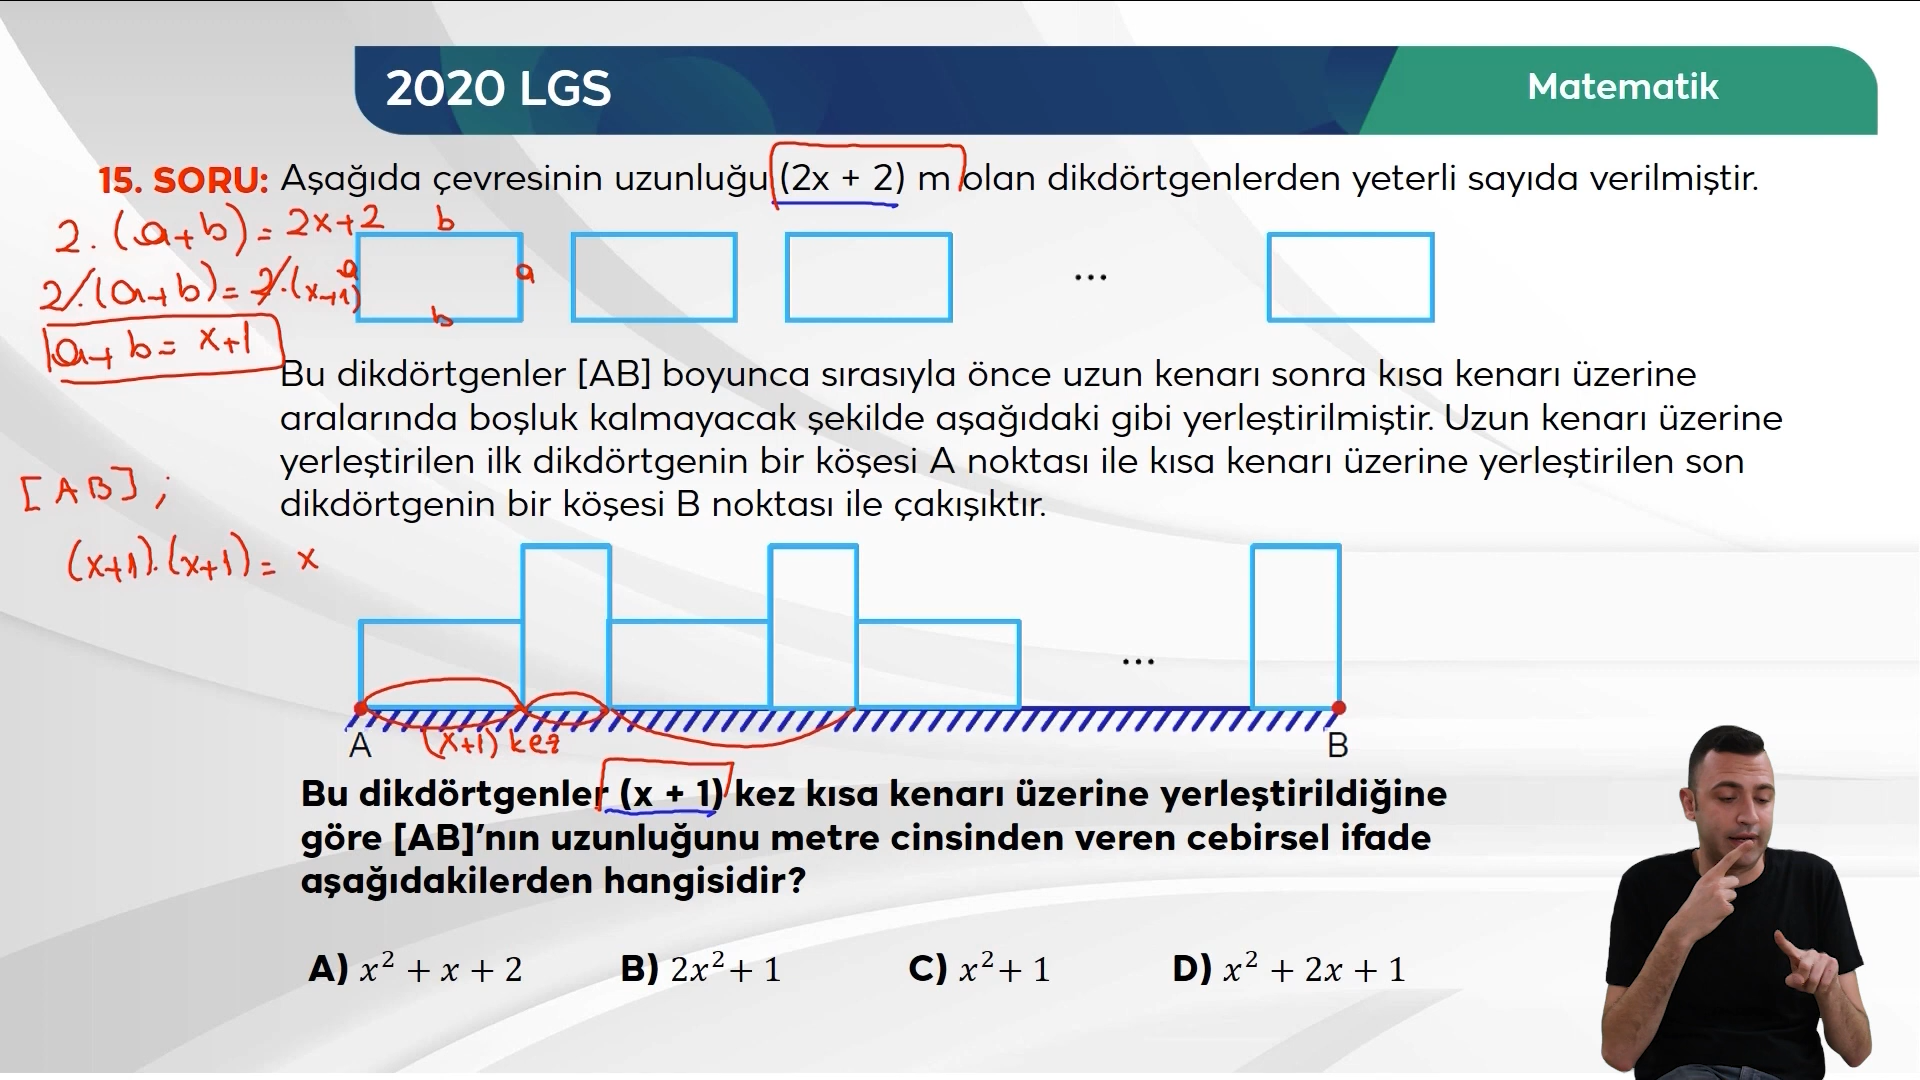 2020 LGS
Matematik
15. SORU: Aşağıda çevresinin uzunluğu (2x + 2) m olan dikdörtgenlerden yeterli sayıda verilmiştir.
2.(a+b) = 2x+2
2.(a+b) = 2.(x+1)
a+b = x+1
b
a
a
b
...
Bu dikdörtgenler [AB] boyunca sırasıyla önce uzun kenarı sonra kısa kenarı üzerine
aralarında boşluk kalmayacak şekilde aşağıdaki gibi yerleştirilmiştir. Uzun kenarı üzerine
yerleştirilen ilk dikdörtgenin bir köşesi A noktası ile kısa kenarı üzerine yerleştirilen son
dikdörtgenin bir köşesi B noktası ile çakışıktır.
[AB];
(x+1).(x+1) = x
...
A
(x+1) kez
B
Bu dikdörtgenler (x + 1) kez kısa kenarı üzerine yerleştirildiğine
göre [AB]’nın uzunluğunu metre cinsinden veren cebirsel ifade
aşağıdakilerden hangisidir?
A) x² + x + 2 B) 2x²+ 1 C) x²+ 1 D) x² + 2x + 1